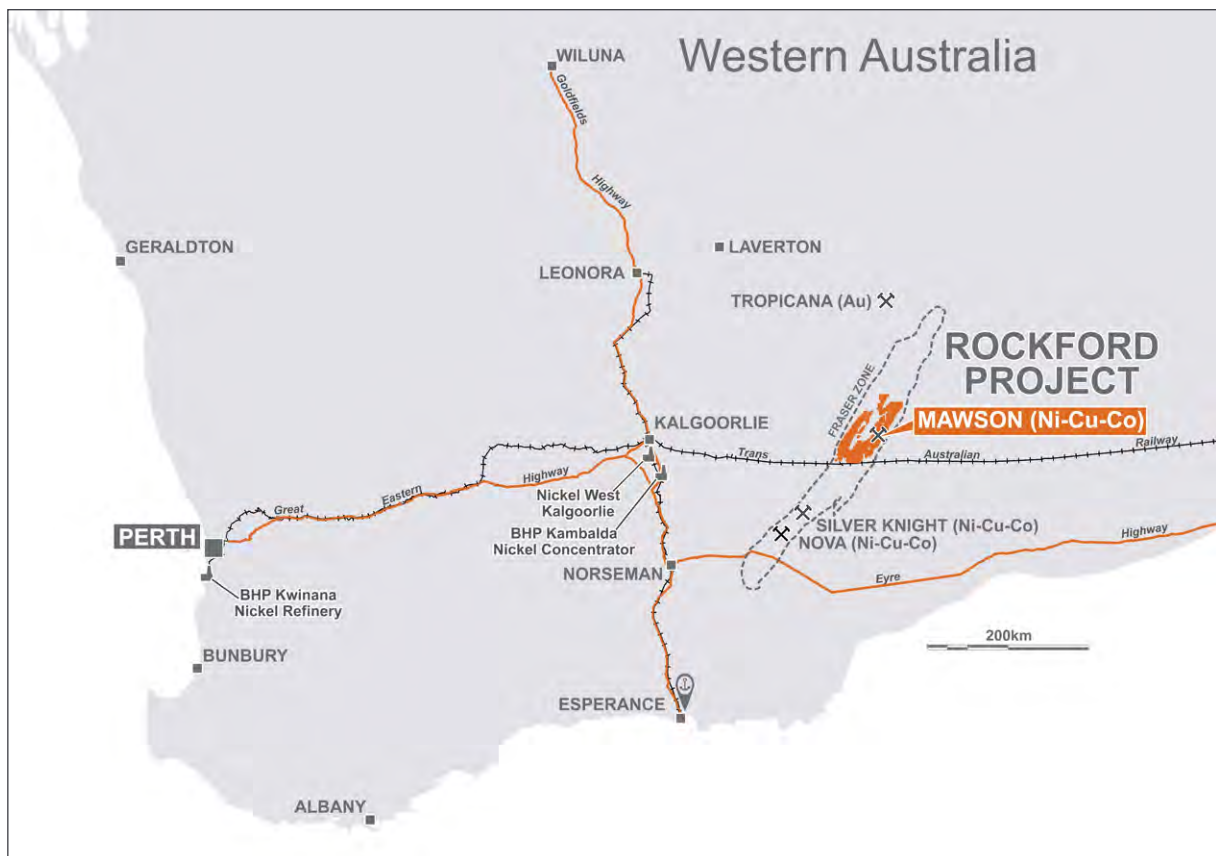 WILUNA
Western Australia
Goldfields
Highway
GERALDTON
LAVERTON
LEONORA
TROPICANA (Au)
ROCKFORD
PROJECT
FRASER ZONE
MAWSON (Ni-Cu-Co)
KALGOORLIE
Trans
Australian
Railway
Great
Eastern
Highway
Nickel West
Kalgoorlie
BHP Kambalda
Nickel Concentrator
SILVER KNIGHT (Ni-Cu-Co)
NOVA (Ni-Cu-Co)
PERTH
NORSEMAN
Eyre
Highway
BHP Kwinana
Nickel Refinery
200km
BUNBURY
ESPERANCE
ALBANY